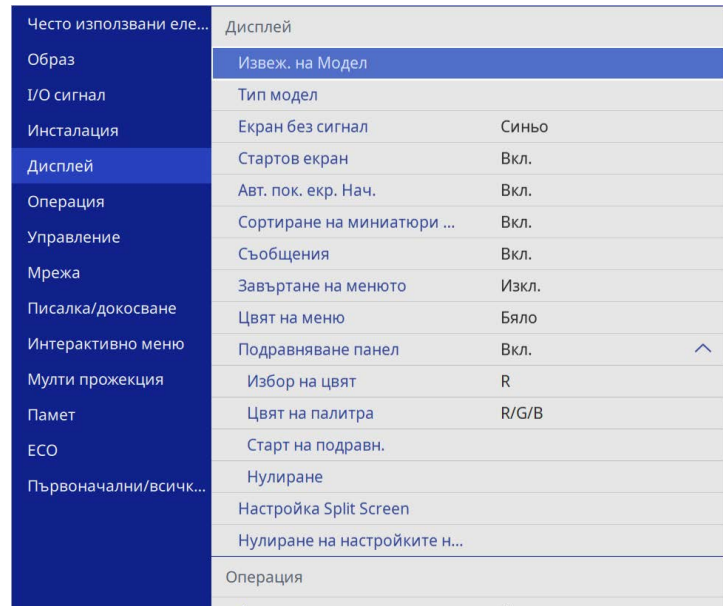 Често използвани еле...
Образ
I/O сигнал
Инсталация
Дисплей
Операция
Управление
Мрежа
Писалка/докосване
Интерактивно меню
Мулти прожекция
Памет
ECO
Първоначални/всичк...
Дисплей
Извеж. на Модел
Тип модел
Екран без сигнал Синьо
Стартов екран Вкл.
Авт. пок. екр. Нач. Вкл.
Сортиране на миниатюри ... Вкл.
Съобщения Вкл.
Завъртане на менюто Изкл.
Цвят на меню Бяло
Подравняване панел Вкл.
Избор на цвят R
Цвят на палитра R/G/B
Старт на подравн.
Нулиране
Настройка Split Screen
Нулиране на настройките н...
Операция